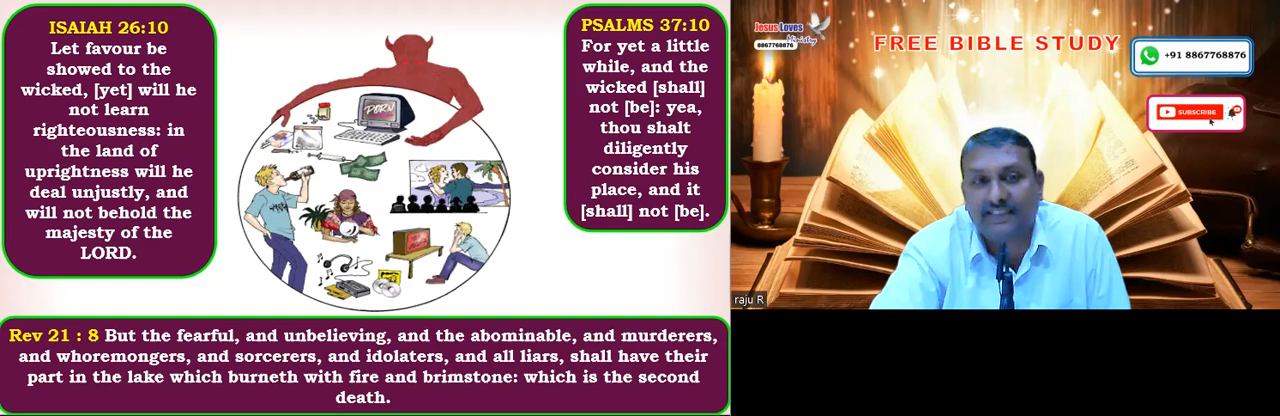 ISAIAH 26:10
Let favour be
showed to the
wicked, [yet] will he
not learn
righteousness: in
the land of
uprightness will he
deal unjustly, and
will not behold the
majesty of the
LORD.
PORN
PSALMS 37:10
For yet a little
while, and the
wicked [shall]
not [be]: yea,
thou shalt
diligently
consider his
place, and it
[shall] not [be].
Rev 21 : 8 But the fearful, and unbelieving, and the abominable, and murderers,
and whoremongers, and sorcerers, and idolaters, and all liars, shall have their
part in the lake which burneth with fire and brimstone: which is the second
death.
Jesus Loves
Ministry
8867768876
FREE BIBLE STUDY
+91 8867768876
SUBSCRIBE
raju R